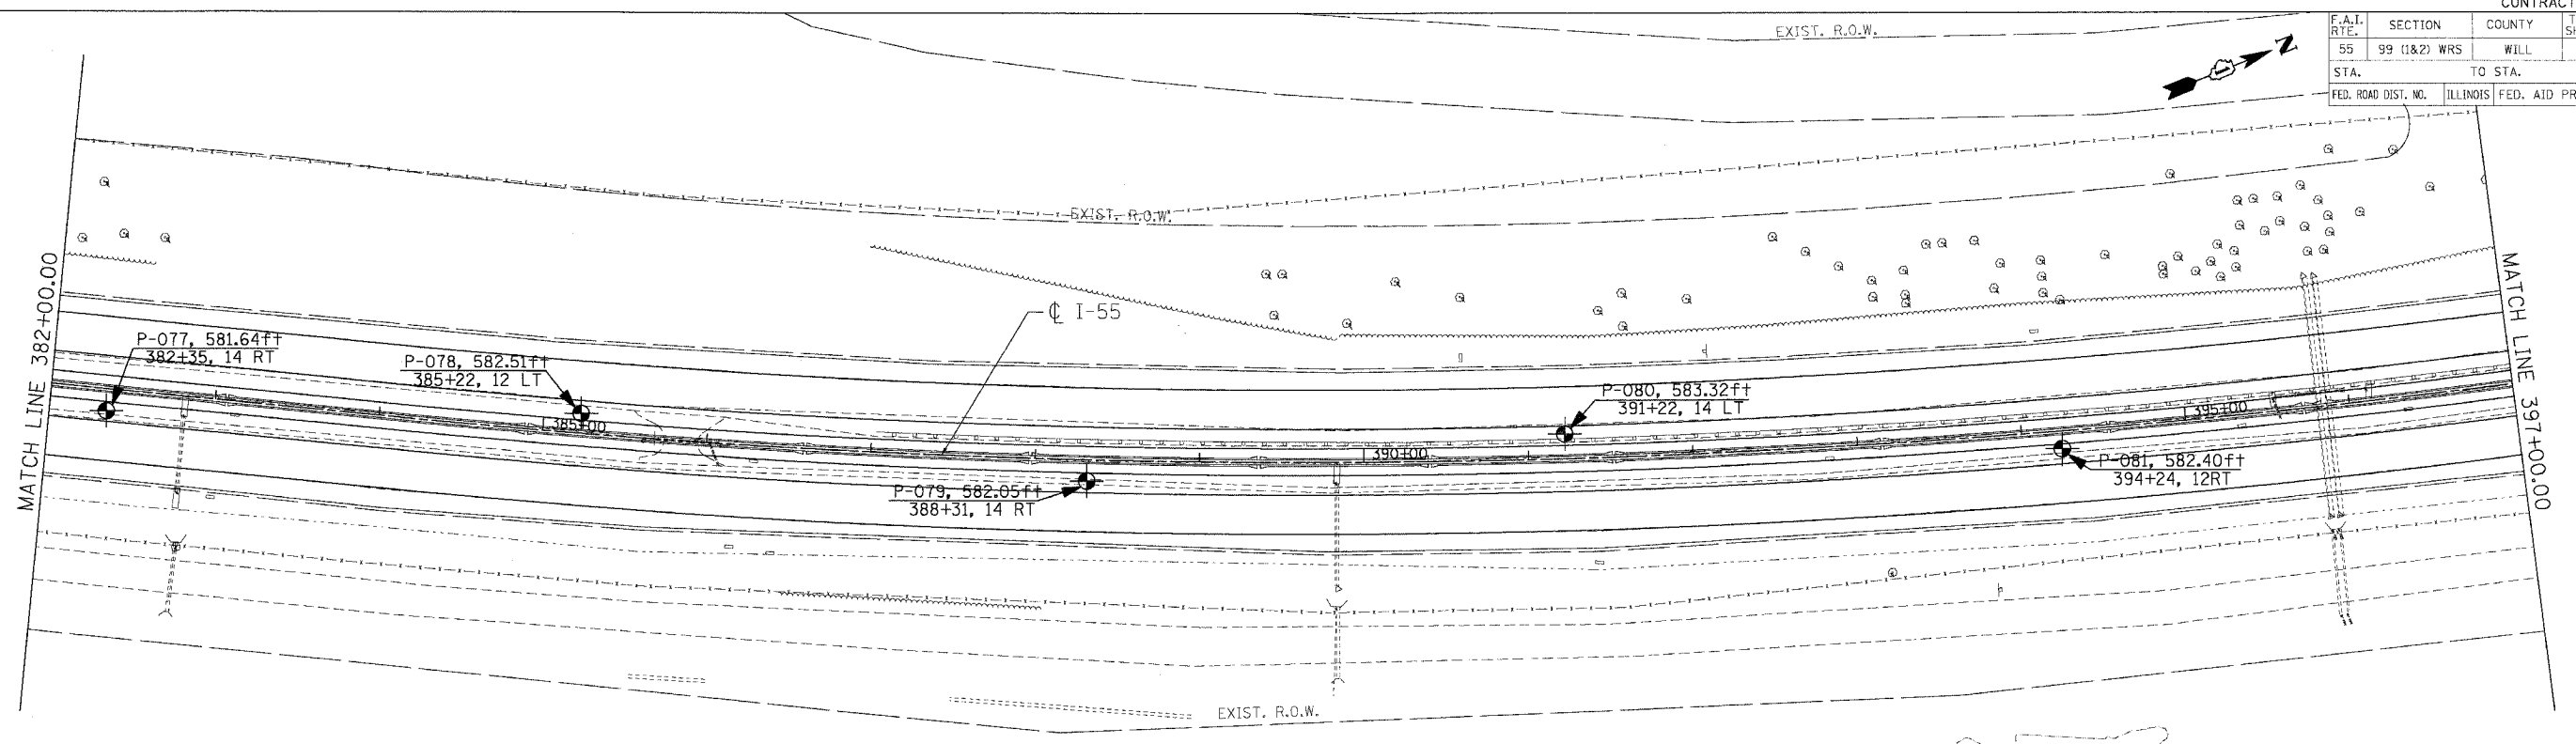 CONTRACT
EXIST. R.O.W.
F.A.I. RTE. SECTION COUNTY
55 99 (1&2) WRS WILL
STA. TO STA.
FED. ROAD DIST. NO. ILLINOIS FED. AID PR
N
EXIST. R.O.W.
MATCH LINE 382+00.00
℄ I-55
MATCH LINE 397+00.00
P-077, 581.64ft
382+35, 14 RT
P-078, 582.51ft
385+22, 12 LT
P-080, 583.32ft
391+22, 14 LT
385+00
390+00
395+00
P-079, 582.05ft
388+31, 14 RT
P-081, 582.40ft
394+24, 12RT
EXIST. R.O.W.